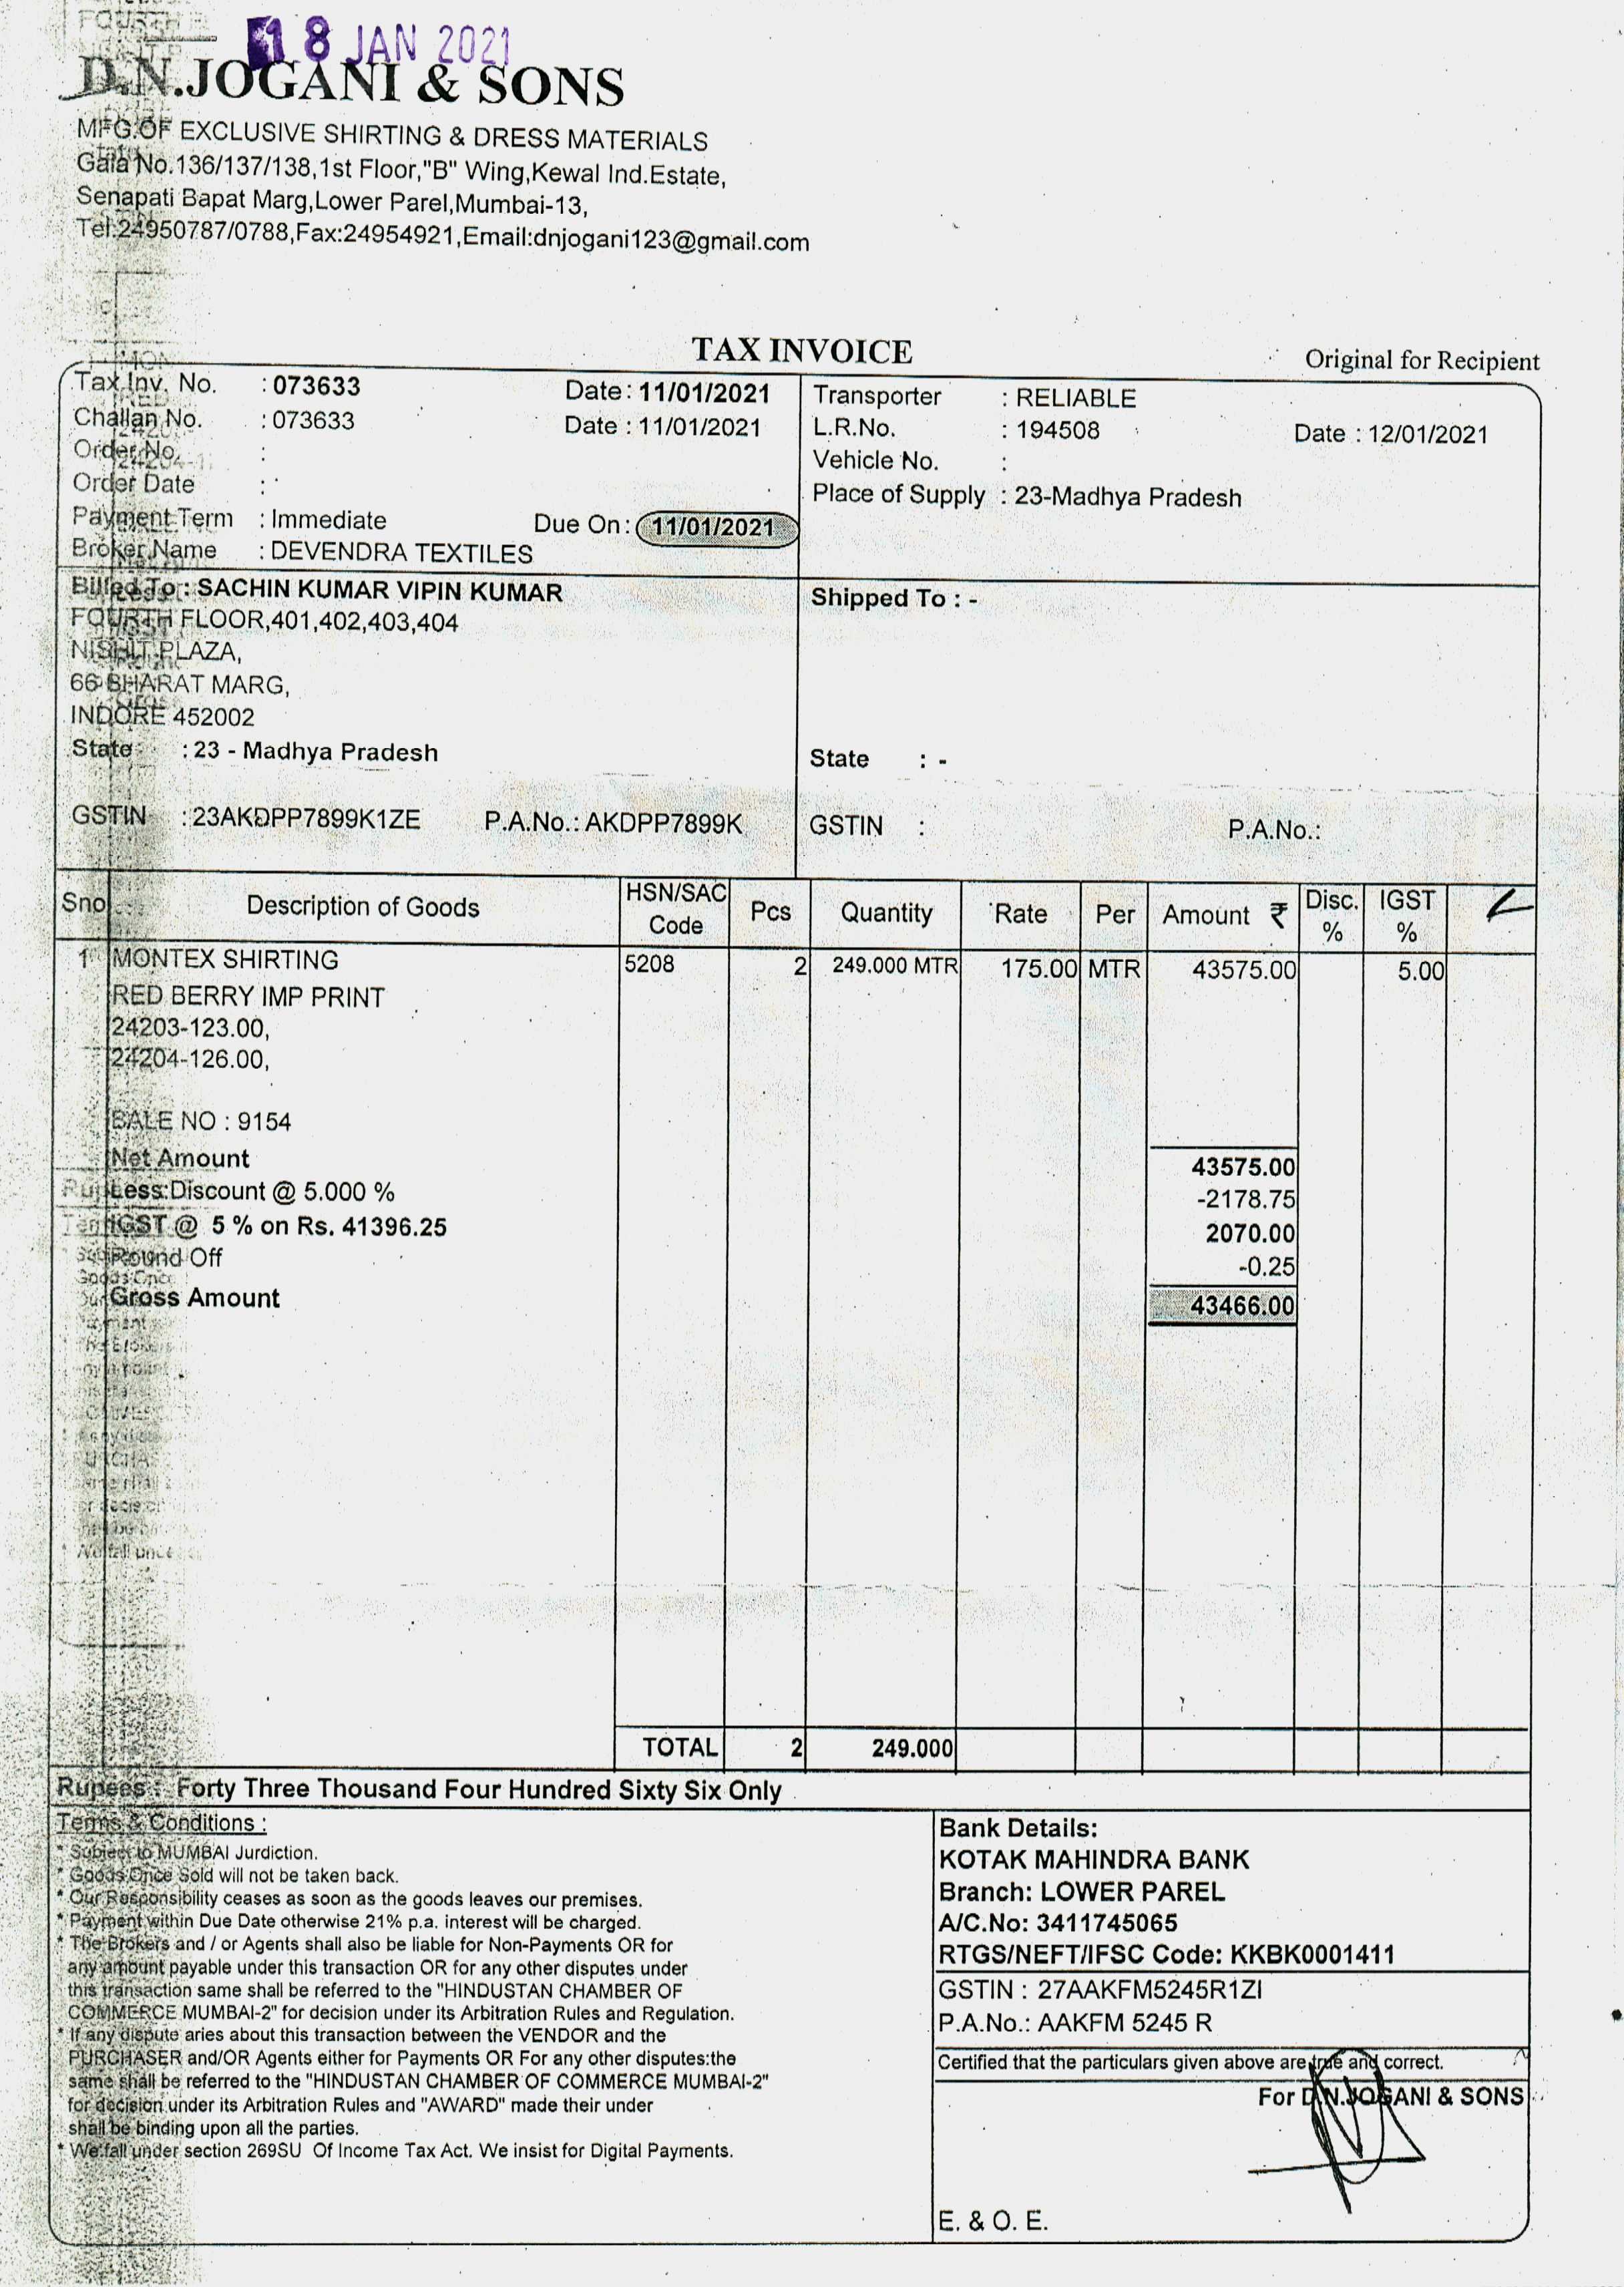 18 JAN 2021
D.N.JOGANI & SONS
MFG.OF EXCLUSIVE SHIRTING & DRESS MATERIALS
Gala No.136/137/138,1st Floor,"B" Wing,Kewal Ind.Estate,
Senapati Bapat Marg,Lower Parel,Mumbai-13,
Tel:24950787/0788,Fax:24954921,Email:dnjogani123@gmail.com
TAX INVOICE
Original for Recipient
Tax Inv. No. : 073633 Date : 11/01/2021
Challan No. : 073633 Date : 11/01/2021
Order No. :
Order Date :
Payment Term : Immediate Due On : 11/01/2021
Broker Name : DEVENDRA TEXTILES
Transporter : RELIABLE
L.R.No. : 194508 Date : 12/01/2021
Vehicle No. :
Place of Supply : 23-Madhya Pradesh
Billed To : SACHIN KUMAR VIPIN KUMAR
FOURTH FLOOR,401,402,403,404
NISHIT PLAZA,
66 BHARAT MARG,
INDORE 452002
State : 23 - Madhya Pradesh
GSTIN : 23AKDPP7899K1ZE P.A.No.: AKDPP7899K
Shipped To : -
State : -
GSTIN : P.A.No.:
Sno Description of Goods HSN/SAC Code Pcs Quantity Rate Per Amount ₹ Disc. % IGST %
1 MONTEX SHIRTING 5208 2 249.000 MTR 175.00 MTR 43575.00 5.00
RED BERRY IMP PRINT
24203-123.00,
24204-126.00,
BALE NO : 9154
Net Amount 43575.00
Less:Discount @ 5.000 % -2178.75
IGST @ 5 % on Rs. 41396.25 2070.00
Round Off -0.25
Gross Amount 43466.00
TOTAL 2 249.000
Rupees : Forty Three Thousand Four Hundred Sixty Six Only
Terms & Conditions :
* Subject to MUMBAI Jurdiction.
* Goods Once Sold will not be taken back.
* Our Responsibility ceases as soon as the goods leaves our premises.
* Payment within Due Date otherwise 21% p.a. interest will be charged.
* The Brokers and / or Agents shall also be liable for Non-Payments OR for
any amount payable under this transaction OR for any other disputes under
this transaction same shall be referred to the "HINDUSTAN CHAMBER OF
COMMERCE MUMBAI-2" for decision under its Arbitration Rules and Regulation.
* If any dispute aries about this transaction between the VENDOR and the
PURCHASER and/OR Agents either for Payments OR For any other disputes:the
same shall be referred to the "HINDUSTAN CHAMBER OF COMMERCE MUMBAI-2"
for decision under its Arbitration Rules and "AWARD" made their under
shall be binding upon all the parties.
* We fall under section 269SU Of Income Tax Act. We insist for Digital Payments.
Bank Details:
KOTAK MAHINDRA BANK
Branch: LOWER PAREL
A/C.No: 3411745065
RTGS/NEFT/IFSC Code: KKBK0001411
GSTIN : 27AAKFM5245R1ZI
P.A.No.: AAKFM 5245 R
Certified that the particulars given above are true and correct.
For D.N.JOGANI & SONS
E. & O. E.